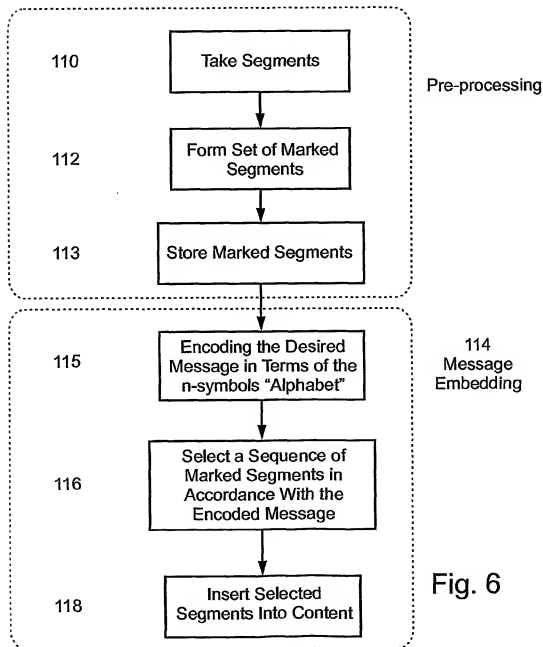 110
Take Segments
Pre-processing
112
Form Set of Marked
Segments
113
Store Marked Segments
115
Encoding the Desired
Message in Terms of the
n-symbols “Alphabet”
114
Message
Embedding
116
Select a Sequence of
Marked Segments in
Accordance With the
Encoded Message
118
Insert Selected
Segments Into Content
Fig. 6